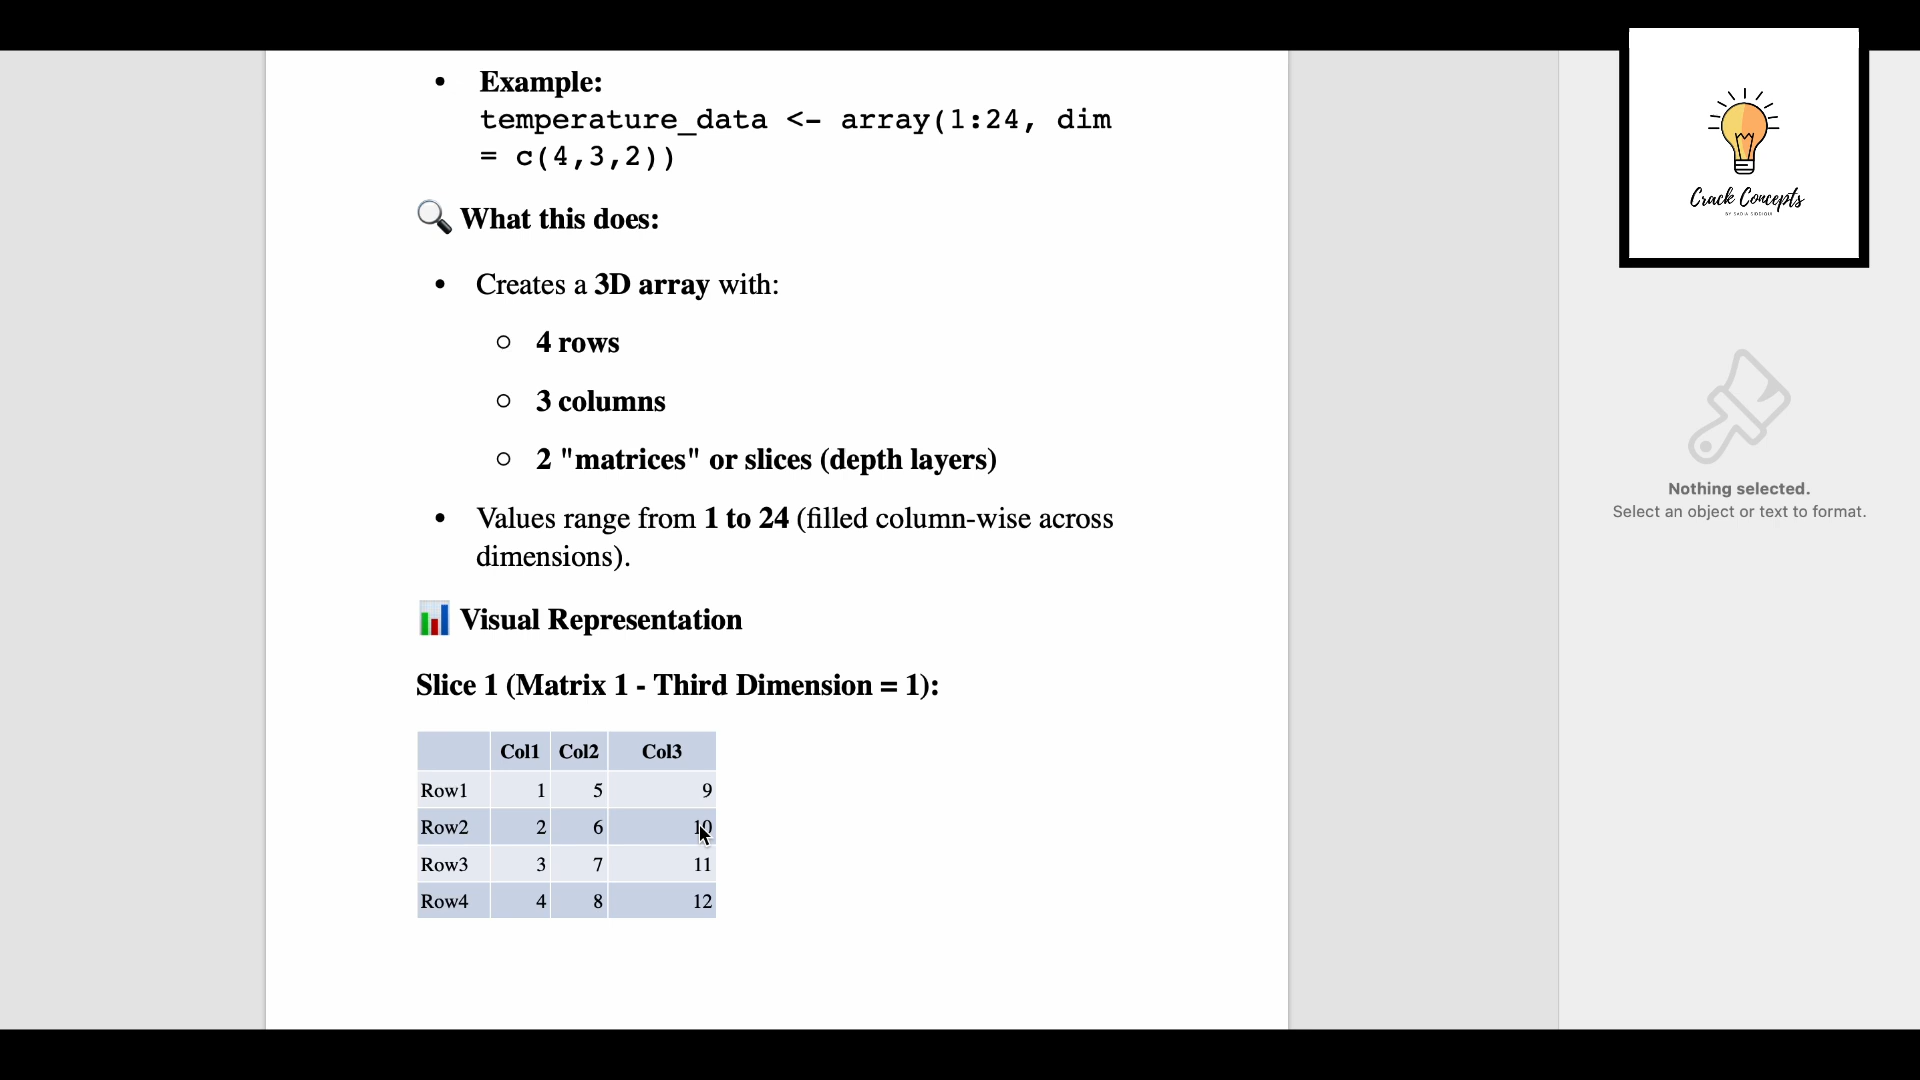 • Example:
temperature_data <- array(1:24, dim
= c(4,3,2))
🔍 What this does:
• Creates a 3D array with:
○ 4 rows
○ 3 columns
○ 2 "matrices" or slices (depth layers)
• Values range from 1 to 24 (filled column-wise across
dimensions).
📊 Visual Representation
Slice 1 (Matrix 1 - Third Dimension = 1):
Col1 Col2 Col3
Row1 1 5 9
Row2 2 6 10
Row3 3 7 11
Row4 4 8 12
Crack Concepts
BY SADIA SIDDIQUI
Nothing selected.
Select an object or text to format.